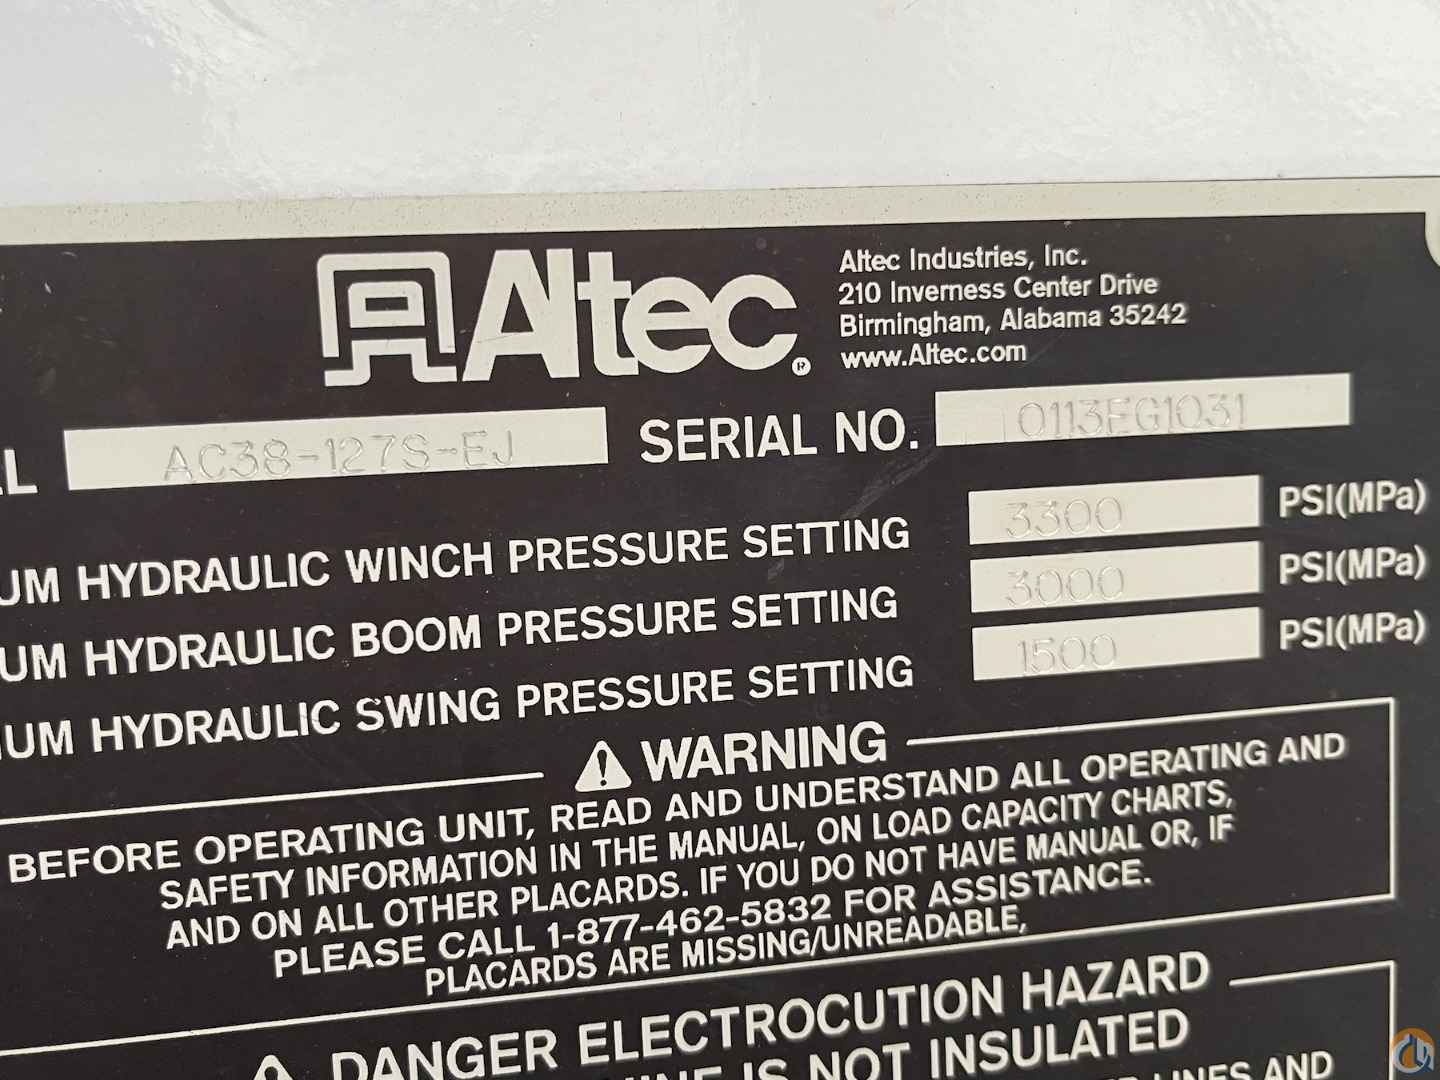 Altec®
Altec Industries, Inc.
210 Inverness Center Drive
Birmingham, Alabama 35242
www.Altec.com
AC38-127S-EJ SERIAL NO. 0113EG1031
HYDRAULIC WINCH PRESSURE SETTING 3300 PSI(MPa)
HYDRAULIC BOOM PRESSURE SETTING 3000 PSI(MPa)
HYDRAULIC SWING PRESSURE SETTING 1500 PSI(MPa)
WARNING
BEFORE OPERATING UNIT, READ AND UNDERSTAND ALL OPERATING AND
SAFETY INFORMATION IN THE MANUAL, ON LOAD CAPACITY CHARTS,
AND ON ALL OTHER PLACARDS. IF YOU DO NOT HAVE MANUAL OR, IF
PLEASE CALL 1-877-462-5832 FOR ASSISTANCE.
PLACARDS ARE MISSING/UNREADABLE,
DANGER ELECTROCUTION HAZARD
IS NOT INSULATED
LINES AND